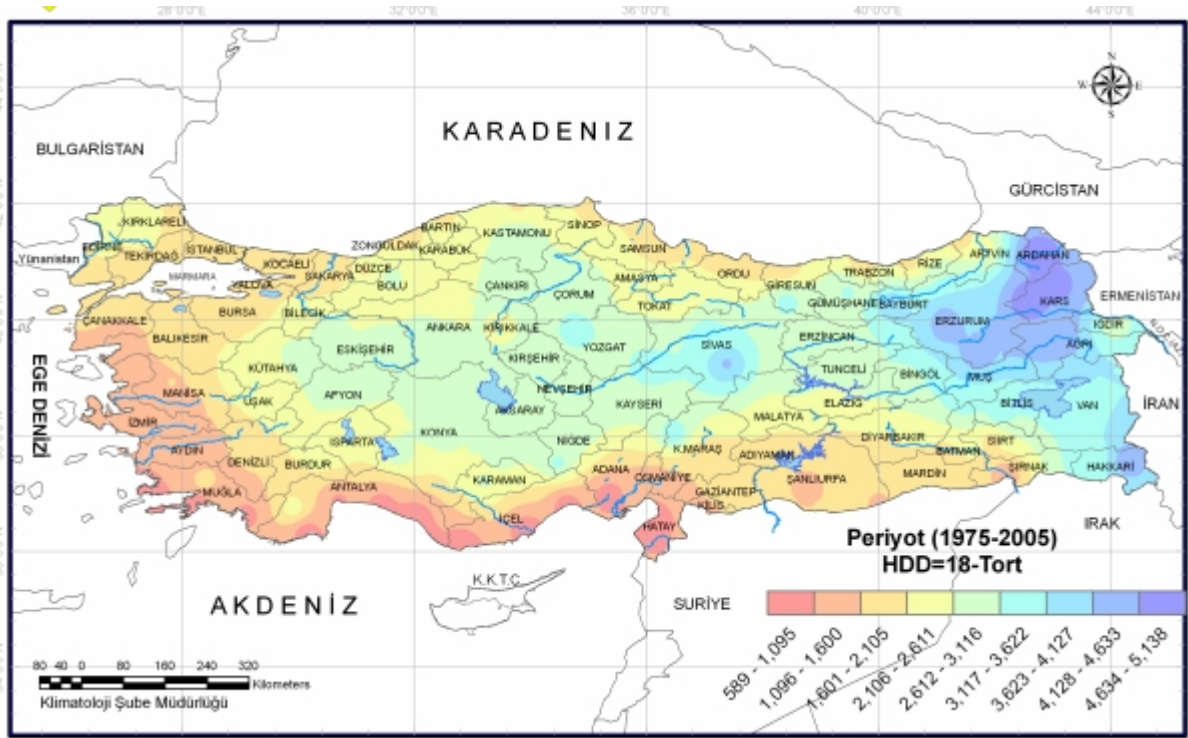 28°0'0"E 32°0'0"E 36°0'0"E 40°0'0"E 44°0'0"E
N
W E
S
KARADENIZ
BULGARİSTAN
GÜRCİSTAN
KIRKLARELİ
EDİRNE
Yünanistan
TEKİRDAĞ
İSTANBUL
KOCAELİ
MARMARA
YALOVA
SAKARYA
DÜZCE
ZONGULDAK
BARTIN
KARABÜK
KASTAMONU
SİNOP
SAMSUN
ORDU
GİRESUN
TRABZON
RİZE
ARTVİN
ARDAHAN
BOLU
ÇANKIRI
ÇORUM
AMASYA
TOKAT
GÜMÜŞHANE
BAYBURT
KARS
ERMENİSTAN
ÇANAKKALE
BURSA
BİLECİK
ANKARA
KIRIKKALE
ERZİNCAN
ERZURUM
IĞDIR
AĞRI
BALIKESİR
ESKİŞEHİR
KIRŞEHİR
YOZGAT
SİVAS
KÜTAHYA
NEVŞEHİR
TUNCELİ
BİNGÖL
MUŞ
EGE DENİZİ
MANİSA
UŞAK
AFYON
AKSARAY
KAYSERİ
MALATYA
ELAZIĞ
BİTLİS
VAN
İRAN
İZMİR
AYDIN
DENİZLİ
ISPARTA
KONYA
NİĞDE
K.MARAŞ
ADIYAMAN
DİYARBAKIR
BATMAN
SİİRT
BURDUR
ŞIRNAK
HAKKARİ
MUĞLA
ANTALYA
KARAMAN
ADANA
OSMANİYE
GAZİANTEP
KİLİS
ŞANLIURFA
MARDİN
İÇEL
HATAY
IRAK
AKDENİZ
K.K.T.C.
SURİYE
Periyot (1975-2005)
HDD=18-Tort
589 - 1,095
1,096 - 1,600
1,601 - 2,105
2,106 - 2,611
2,612 - 3,116
3,117 - 3,622
3,623 - 4,127
4,128 - 4,633
4,634 - 5,138
80 40 0 80 160 240 320
Kilometers
Klimatoloji Şube Müdürlüğü